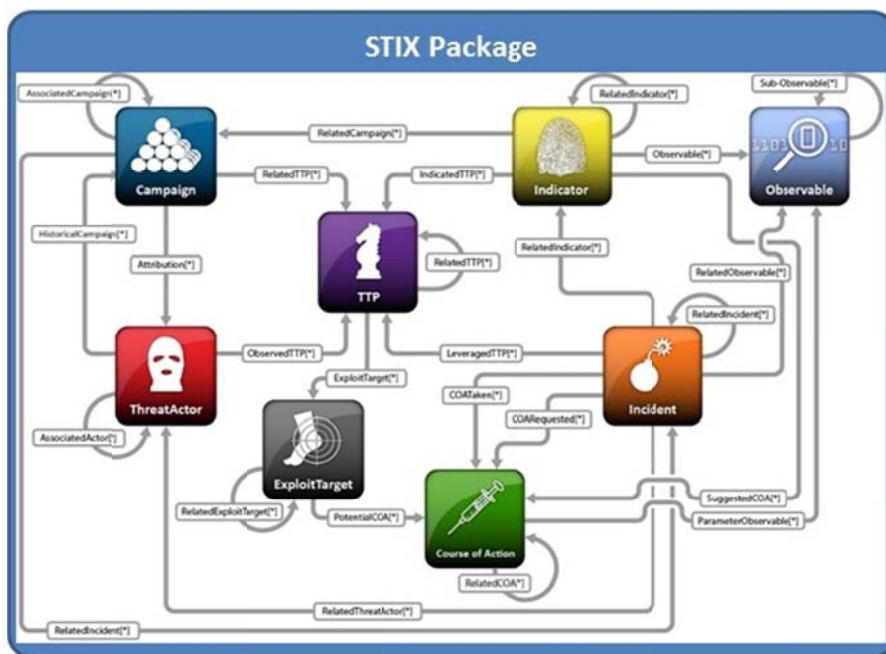 STIX Package
AssociatedCampaign[*]
RelatedIndicator[*]
Sub-Observable[*]
RelatedCampaign[*]
1101 10
Observable[*]
Campaign
RelatedTTP[*]
IndicatedTTP[*]
Indicator
Observable
HistoricalCampaign[*]
Attribution[*]
RelatedTTP[*]
RelatedIndicator[*]
RelatedObservable[*]
TTP
RelatedIncident[*]
ObservedTTP[*]
LeveragedTTP[*]
ExploitTarget[*]
COATaken[*]
ThreatActor
Incident
COARequested[*]
AssociatedActor[*]
ExploitTarget
SuggestedCOA[*]
RelatedExploitTarget[*]
PotentialCOA[*]
ParameterObservable[*]
Course of Action
RelatedCOA[*]
RelatedThreatActor[*]
RelatedIncident[*]